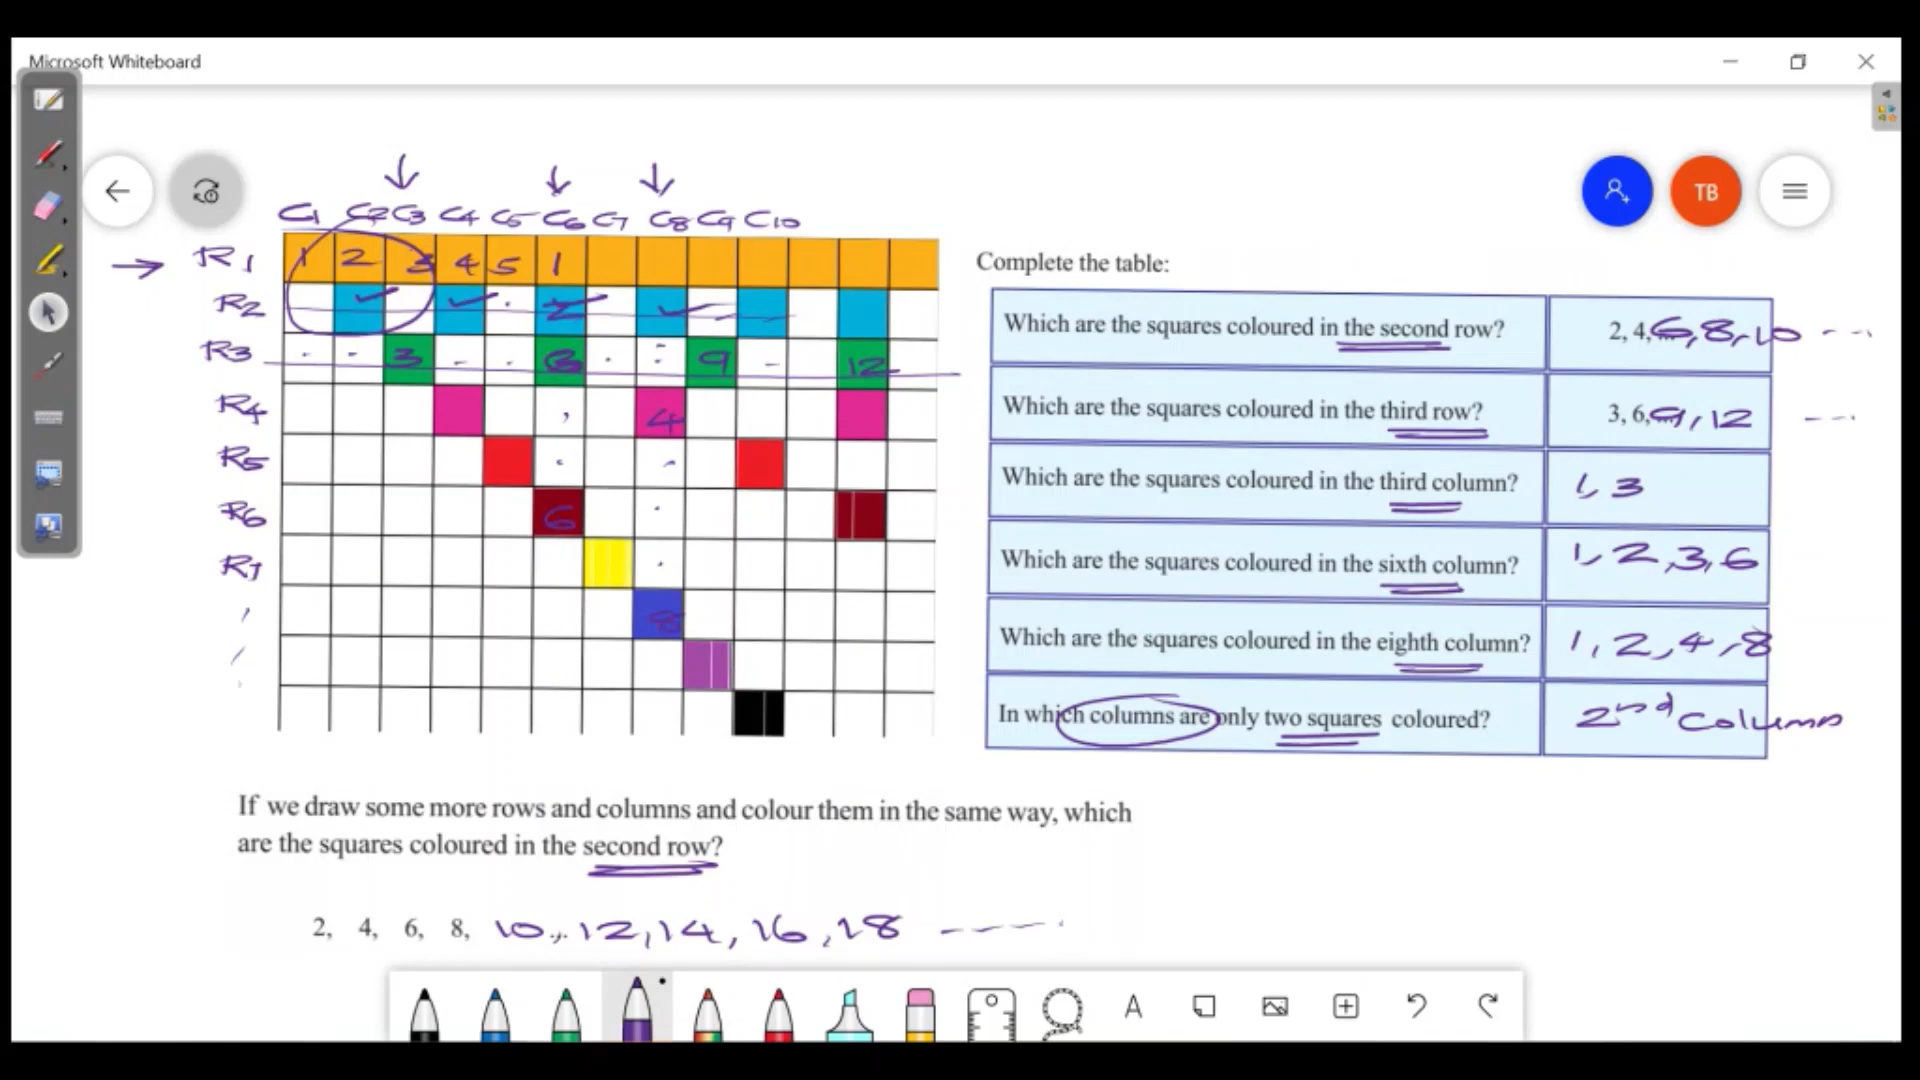 Microsoft Whiteboard
TB
C1 C2 C3 C4 C5 C6 C7 C8 C9 C10
R1 1 2 3 4 5 1
R2
R3 3 6 9 12
R4 4
R5
R6 6
R7
8
Complete the table:
Which are the squares coloured in the second row? 2, 4, 6, 8, 10 ---
Which are the squares coloured in the third row? 3, 6, 9, 12 ---
Which are the squares coloured in the third column? 1, 3
Which are the squares coloured in the sixth column? 1, 2, 3, 6
Which are the squares coloured in the eighth column? 1, 2, 4, 8
In which columns are only two squares coloured? 2nd column
If we draw some more rows and columns and colour them in the same way, which
are the squares coloured in the second row?
2, 4, 6, 8, 10, 12, 14, 16, 18 -----
A